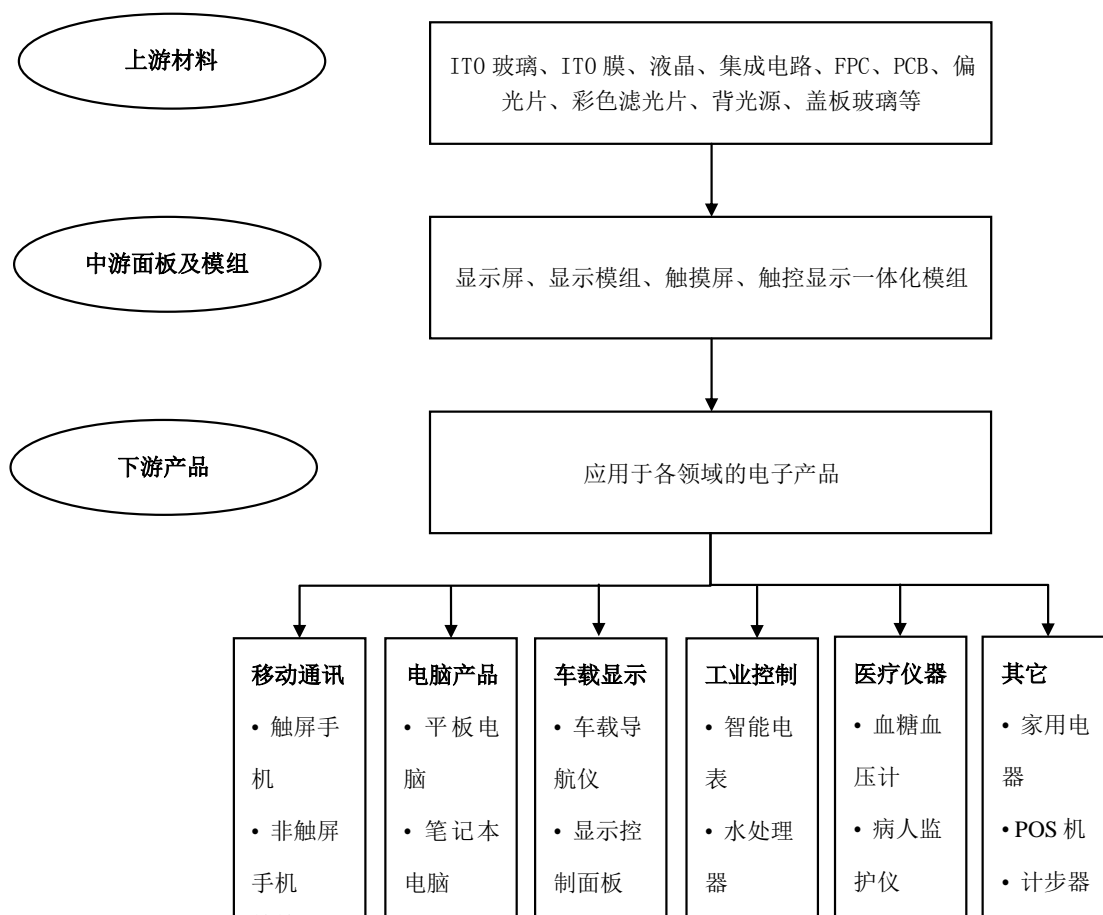 上游材料
ITO 玻璃、ITO 膜、液晶、集成电路、FPC、PCB、偏
光片、彩色滤光片、背光源、盖板玻璃等
中游面板及模组
显示屏、显示模组、触摸屏、触控显示一体化模组
下游产品
应用于各领域的电子产品
移动通讯
• 触屏手
机
• 非触屏
手机
电脑产品
• 平板电
脑
• 笔记本
电脑
车载显示
• 车载导
航仪
• 显示控
制面板
工业控制
• 智能电
表
• 水处理
器
医疗仪器
• 血糖血
压计
• 病人监
护仪
其它
• 家用电
器
• POS 机
• 计步器